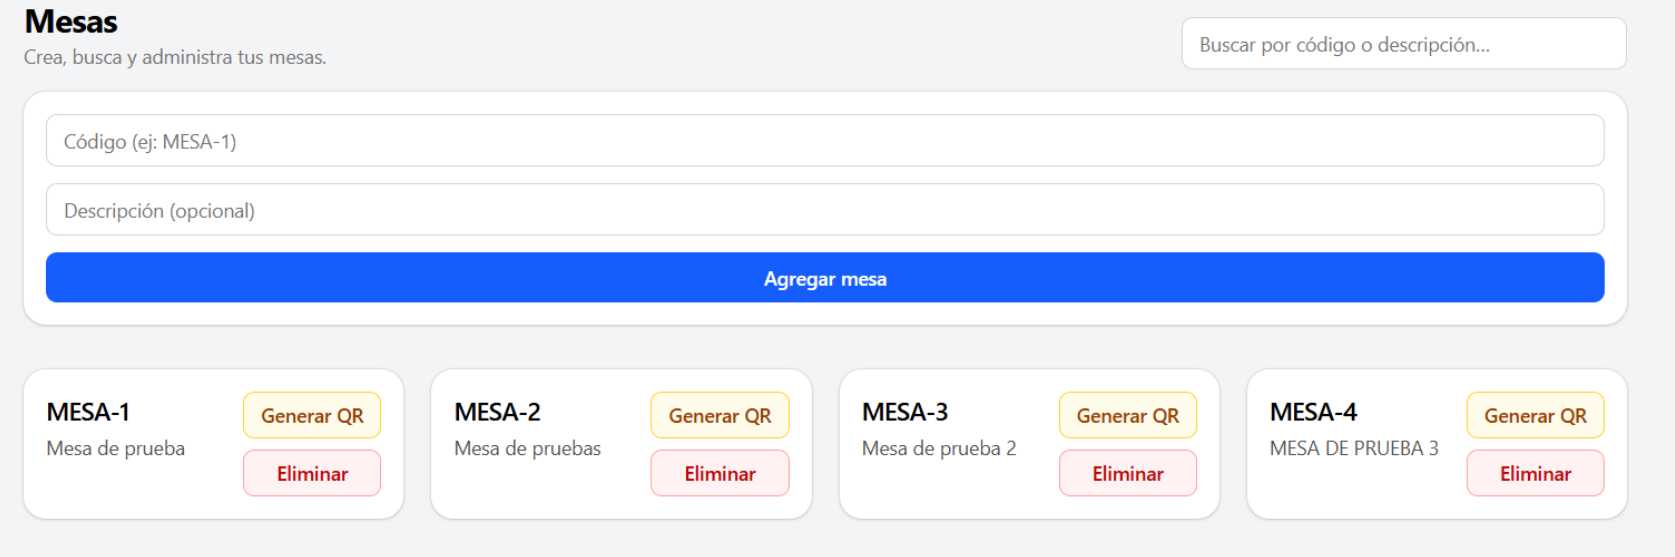 Mesas
Crea, busca y administra tus mesas.
Buscar por código o descripción...
Código (ej: MESA-1)
Descripción (opcional)
Agregar mesa
MESA-1
Mesa de prueba
Generar QR
Eliminar
MESA-2
Mesa de pruebas
Generar QR
Eliminar
MESA-3
Mesa de prueba 2
Generar QR
Eliminar
MESA-4
MESA DE PRUEBA 3
Generar QR
Eliminar